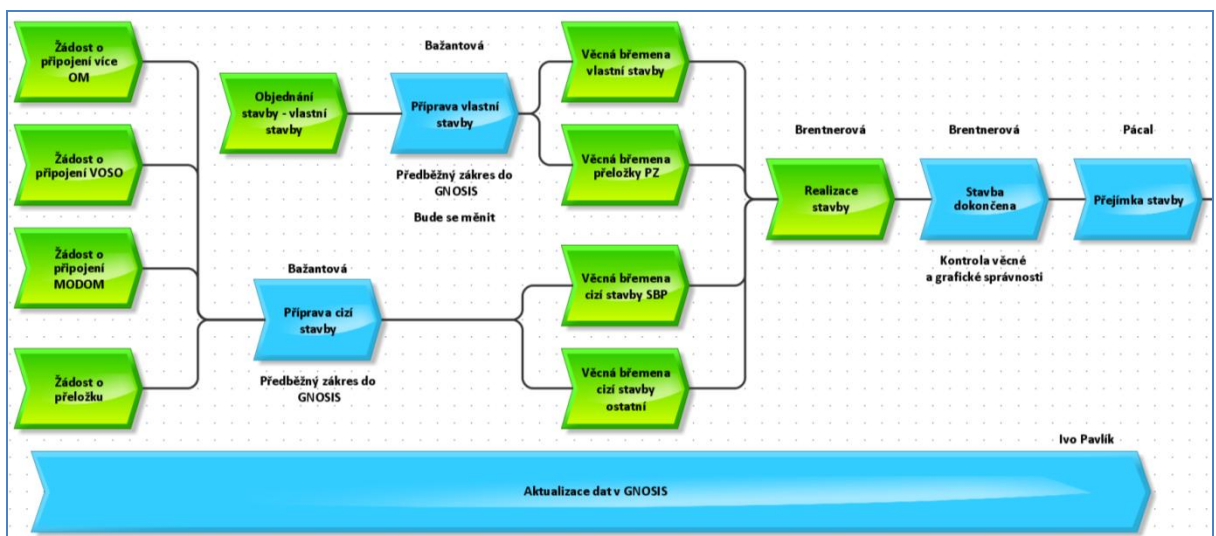 Žádost o
připojení více
OM
Žádost o
připojení VOSO
Žádost o
připojení
MODOM
Žádost o
přeložku
Objednání
stavby - vlastní
stavby
Bažantová
Příprava vlastní
stavby
Předběžný zákres do
GNOSIS
Bude se měnit
Bažantová
Příprava cizí
stavby
Předběžný zákres do
GNOSIS
Věcná břemena
vlastní stavby
Věcná břemena
přeložky PZ
Věcná břemena
cizí stavby SBP
Věcná břemena
cizí stavby
ostatní
Realizace
stavby
Brentnerová
Brentnerová
Stavba
dokončena
Kontrola věcné
a grafické správnosti
Pácal
Přejímka stavby
Ivo Pavlík
Aktualizace dat v GNOSIS